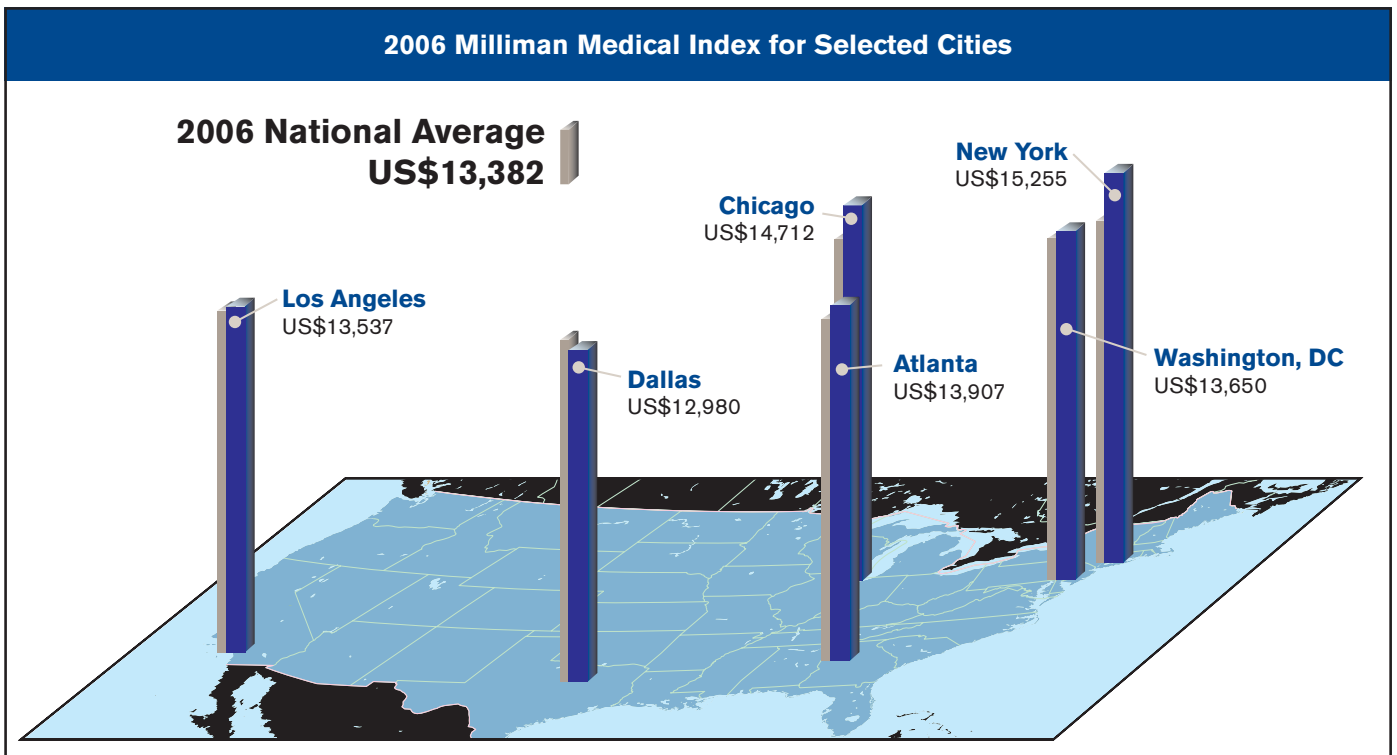 2006 Milliman Medical Index for Selected Cities
2006 National Average
US$13,382
New York
US$15,255
Chicago
US$14,712
Los Angeles
US$13,537
Dallas
US$12,980
Atlanta
US$13,907
Washington, DC
US$13,650